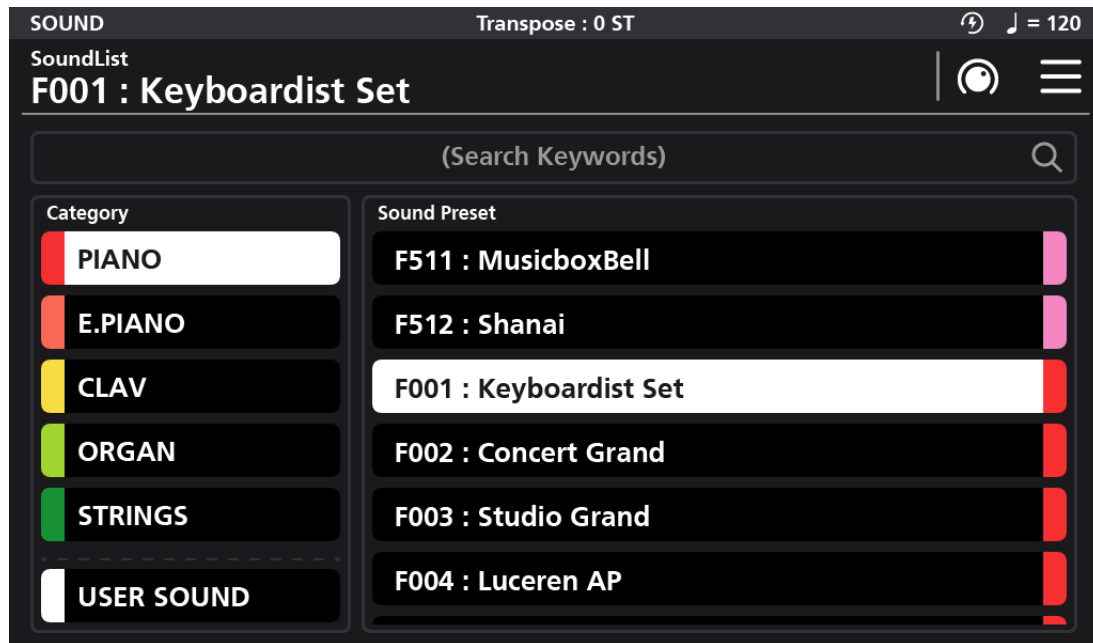 SOUND Transpose : 0 ST ♩ = 120
SoundList
F001 : Keyboardist Set
(Search Keywords)
Category
PIANO
E.PIANO
CLAV
ORGAN
STRINGS
USER SOUND
Sound Preset
F511 : MusicboxBell
F512 : Shanai
F001 : Keyboardist Set
F002 : Concert Grand
F003 : Studio Grand
F004 : Luceren AP